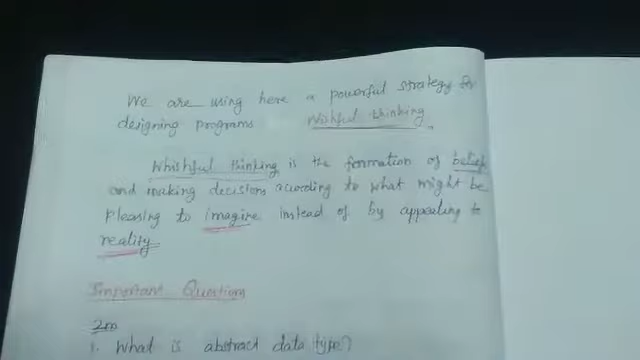 We are using here a powerful strategy for
designing programs wishful thinking.
Whishful thinking is the formation of belief
and making decisions according to what might be
pleasing to imagine instead of by appealing to
reality
Important Questions
2m
1. What is abstract data type?